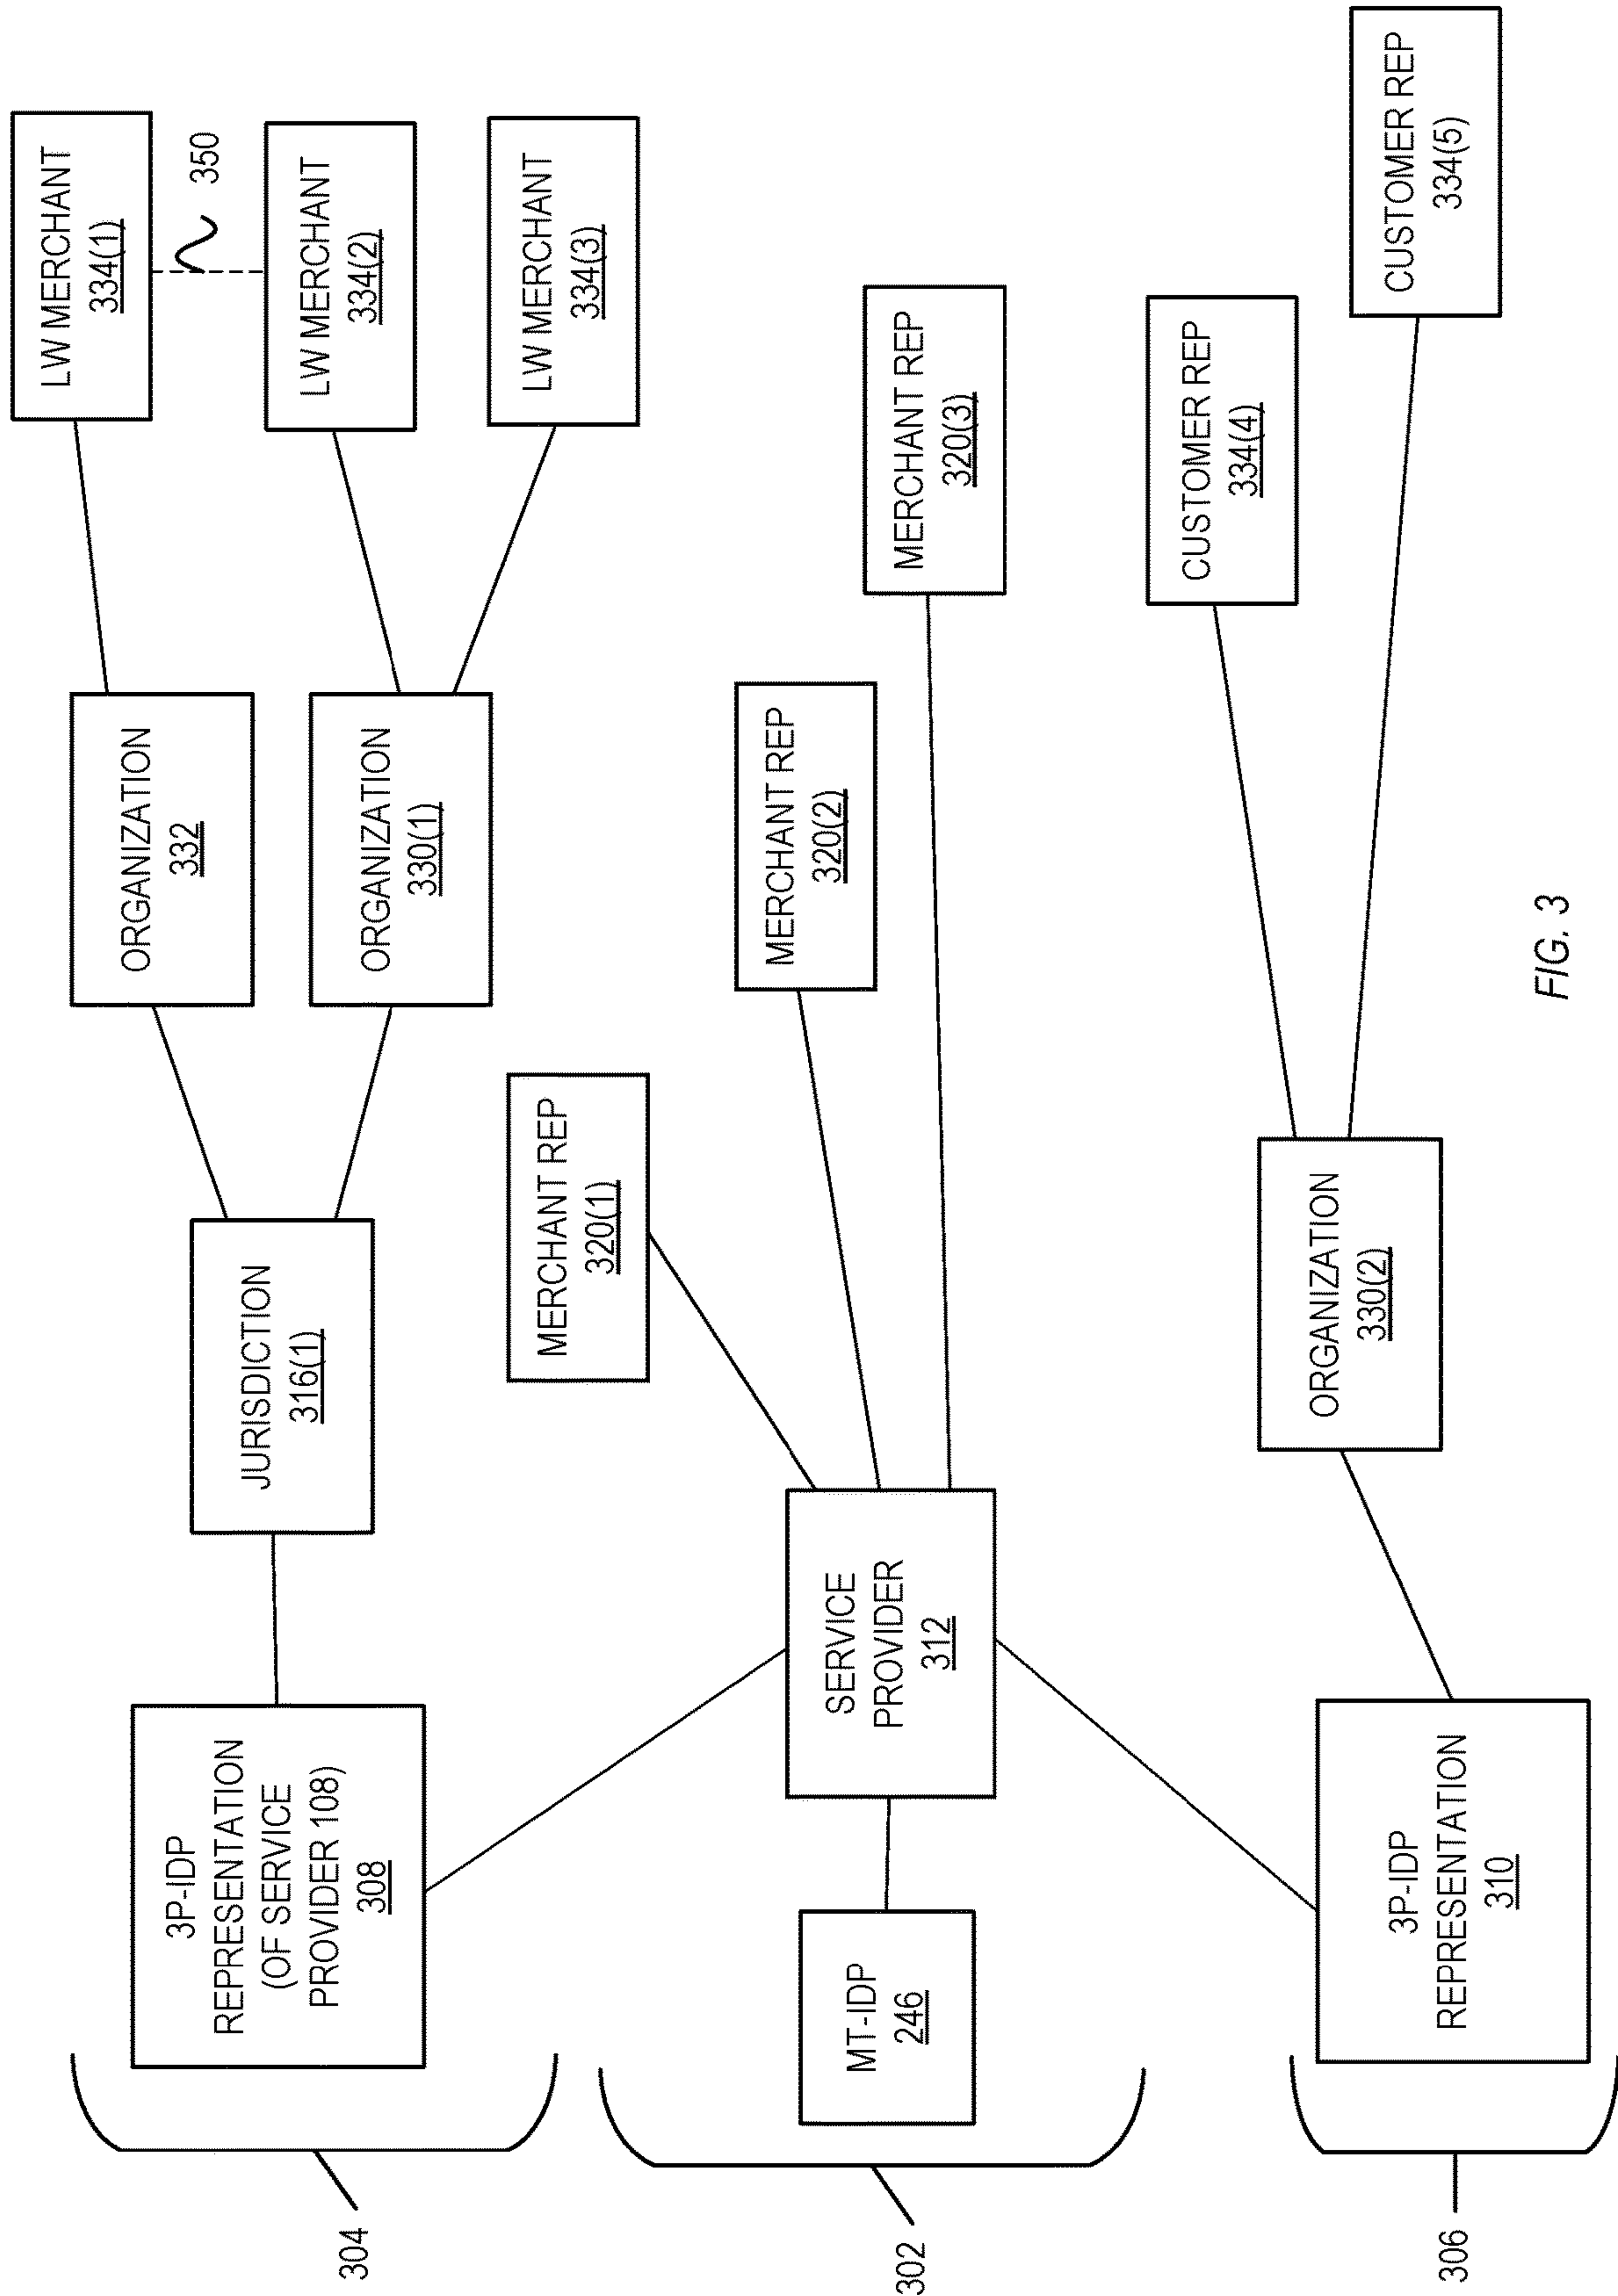 304
3P-IDP
REPRESENTATION
(OF SERVICE
PROVIDER 108)
308
JURISDICTION
316(1)
ORGANIZATION
332
ORGANIZATION
330(1)
LW MERCHANT
334(1)
350
LW MERCHANT
334(2)
LW MERCHANT
334(3)
302
MT-IDP
246
SERVICE
PROVIDER
312
MERCHANT REP
320(1)
MERCHANT REP
320(2)
MERCHANT REP
320(3)
306
3P-IDP
REPRESENTATION
310
ORGANIZATION
330(2)
CUSTOMER REP
334(4)
CUSTOMER REP
334(5)
FIG. 3